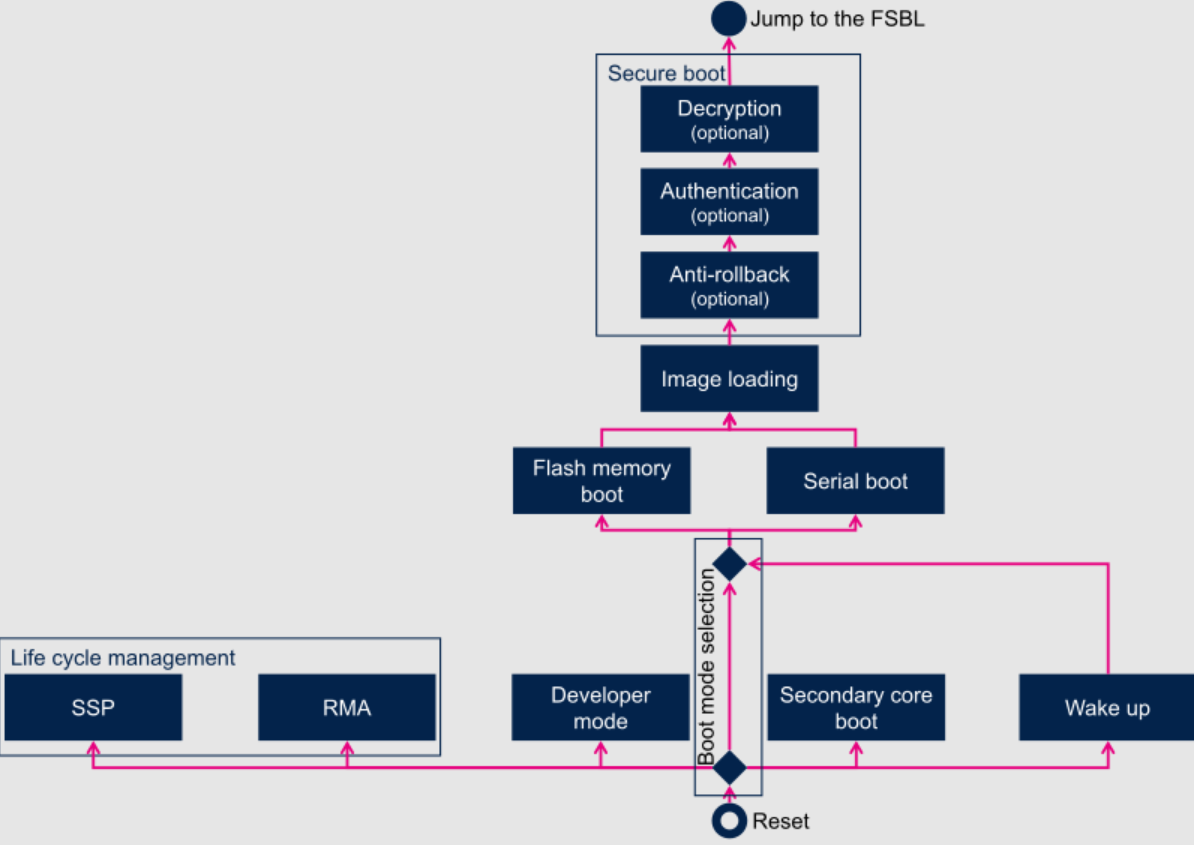 Jump to the FSBL
Secure boot
Decryption
(optional)
Authentication
(optional)
Anti-rollback
(optional)
Image loading
Flash memory
boot
Serial boot
Boot mode selection
Life cycle management
SSP
RMA
Developer
mode
Secondary core
boot
Wake up
Reset